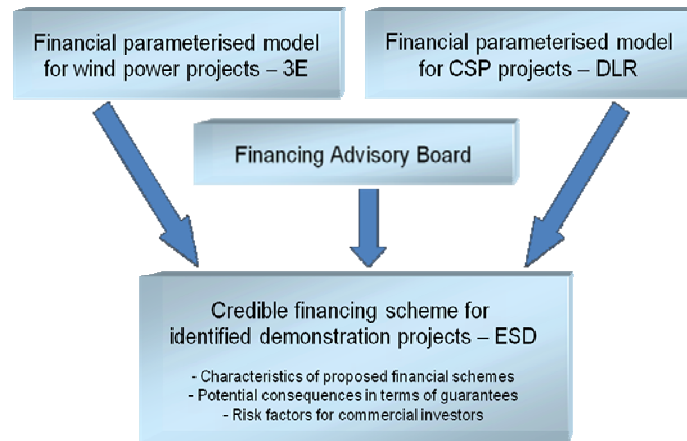 Financial parameterised model
for wind power projects – 3E
Financial parameterised model
for CSP projects – DLR
Financing Advisory Board
Credible financing scheme for
identified demonstration projects – ESD
- Characteristics of proposed financial schemes
- Potential consequences in terms of guarantees
- Risk factors for commercial investors